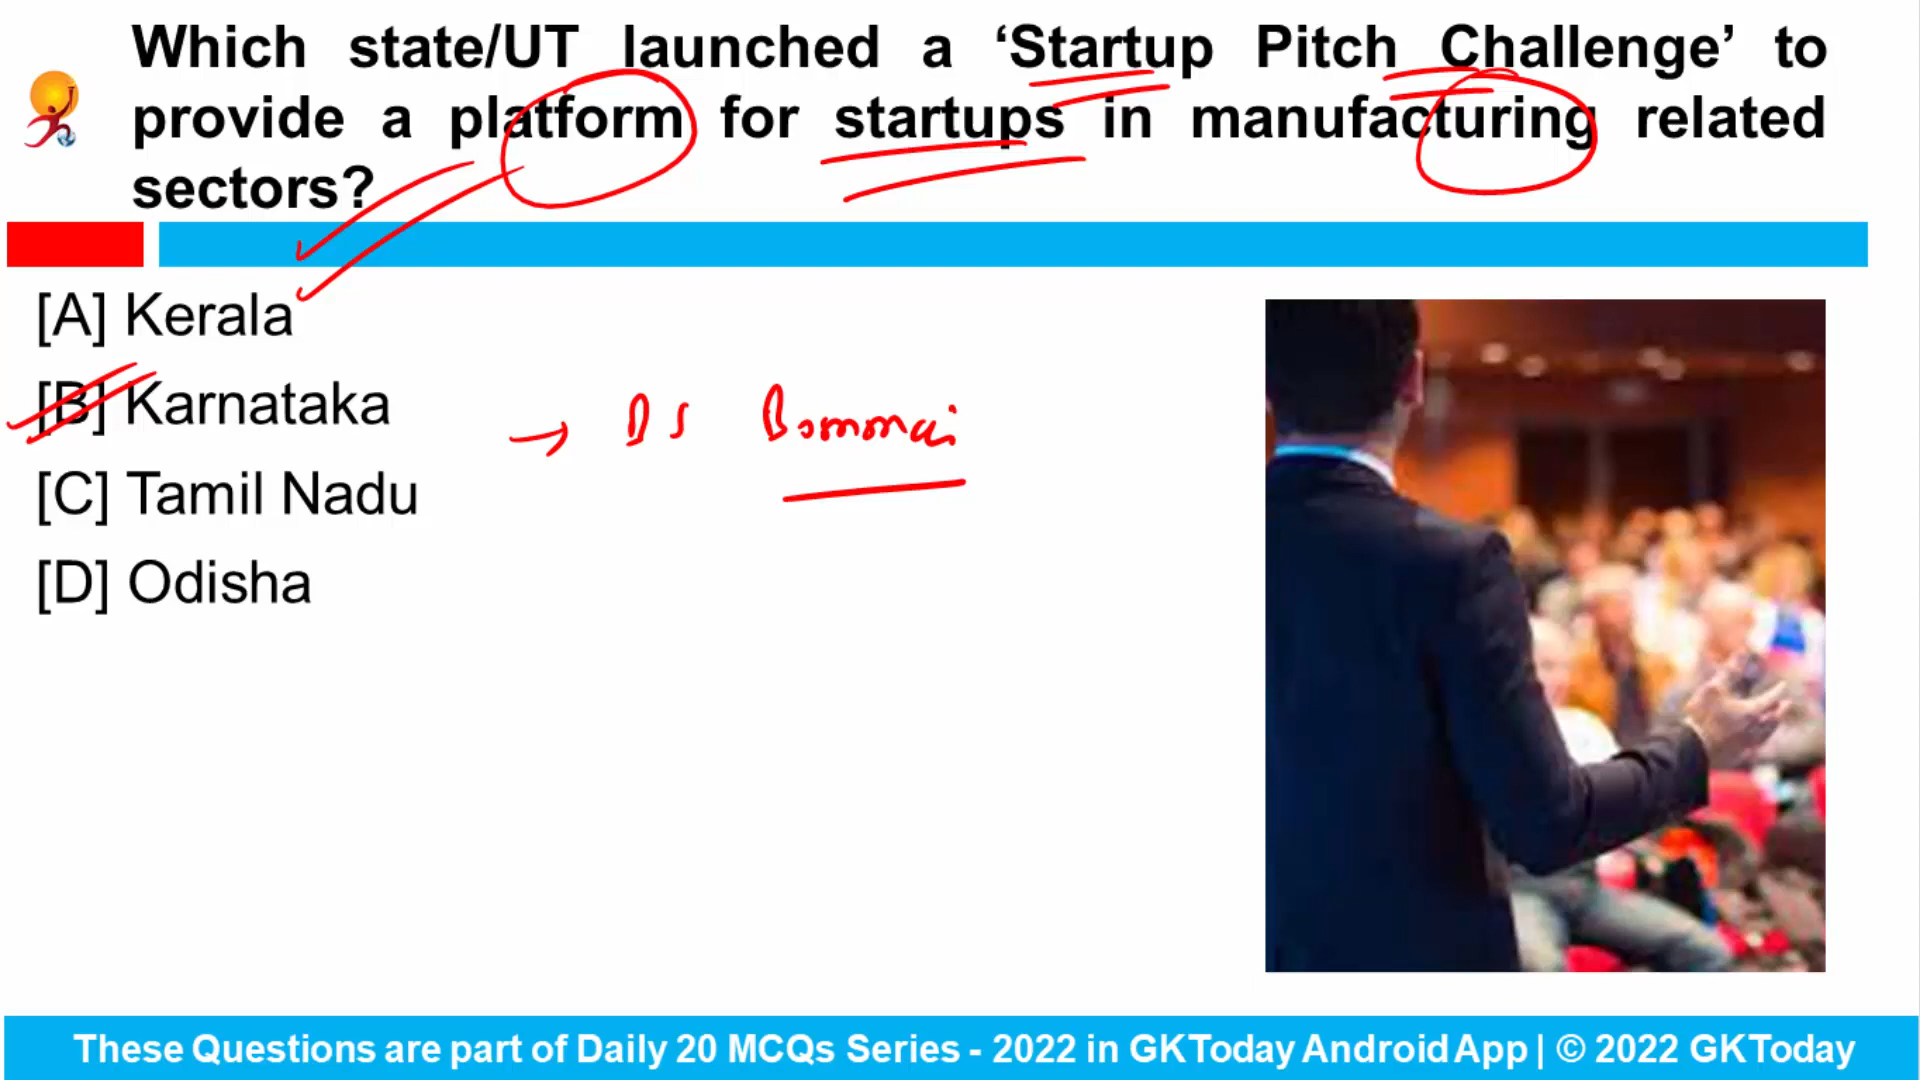 Which state/UT launched a ‘Startup Pitch Challenge’ to
provide a platform for startups in manufacturing related
sectors?
[A] Kerala
[B] Karnataka
[C] Tamil Nadu
[D] Odisha
→ BS Bommai
These Questions are part of Daily 20 MCQs Series - 2022 in GKToday Android App | © 2022 GKToday